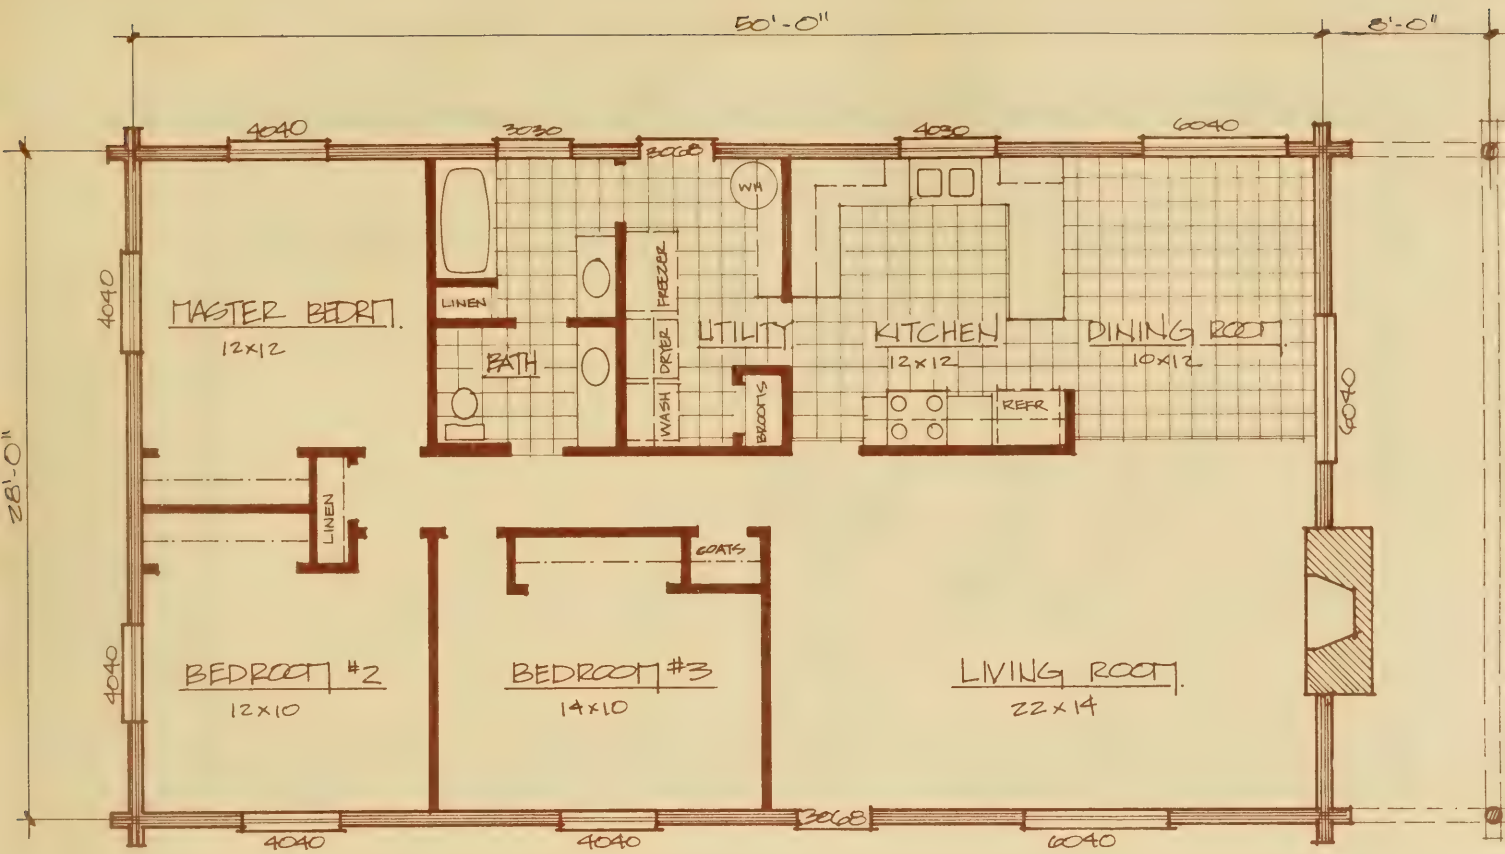 50'-0"
8'-0"
4040
3030
3068
4030
6040
WH
4040
LINEN
FREEZER
MASTER BEDRM.
12x12
UTILITY
KITCHEN
12x12
DINING ROOM
10x12
DRYER
BATH
WASH
BROOMS
REFR
6040
28'-0"
LINEN
COATS
4040
BEDROOM #2
12x10
BEDROOM #3
14x10
LIVING ROOM.
22x14
4040
4040
3068
6040